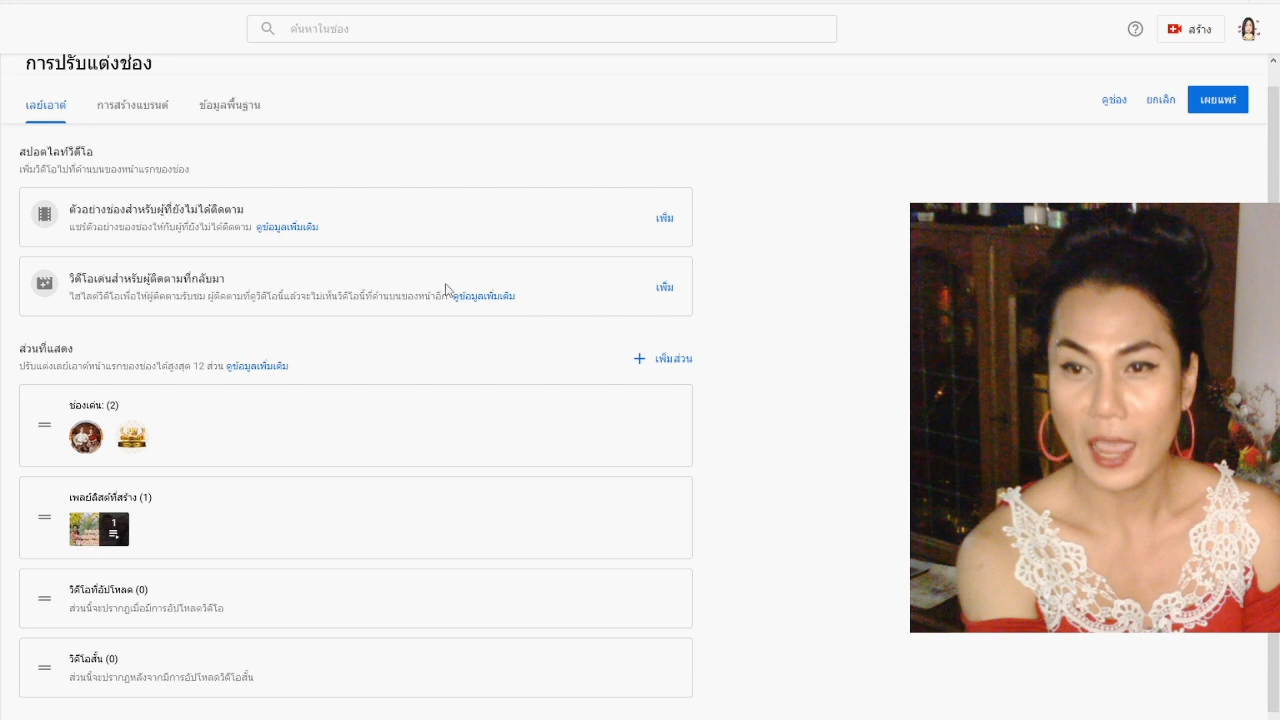 ค้นหาในช่อง
สร้าง
การปรับแต่งช่อง
เลย์เอาต์ การสร้างแบรนด์ ข้อมูลพื้นฐาน
ดูช่อง ยกเลิก เผยแพร่
สปอตไลท์วิดีโอ
เพิ่มวิดีโอไปที่ด้านบนของหน้าแรกของช่อง
ตัวอย่างช่องสำหรับผู้ที่ยังไม่ได้ติดตาม
แชร์ตัวอย่างของช่องให้กับผู้ที่ยังไม่ได้ติดตาม ดูข้อมูลเพิ่มเติม
เพิ่ม
วิดีโอเด่นสำหรับผู้ติดตามที่กลับมา
ไฮไลต์วิดีโอเพื่อให้ผู้ติดตามรับชม ผู้ติดตามที่ดูวิดีโอนี้แล้วจะไม่เห็นวิดีโอนี้ที่ด้านบนของหน้าอีก ดูข้อมูลเพิ่มเติม
เพิ่ม
ส่วนที่แสดง
ปรับแต่งเลย์เอาต์หน้าแรกของช่องได้สูงสุด 12 ส่วน ดูข้อมูลเพิ่มเติม
เพิ่มส่วน
ช่องเด่น: (2)
เพลย์ลิสต์ที่สร้าง (1)
1
วิดีโอที่อัปโหลด (0)
ส่วนนี้จะปรากฏเมื่อมีการอัปโหลดวิดีโอ
วิดีโอสั้น (0)
ส่วนนี้จะปรากฏหลังจากมีการอัปโหลดวิดีโอสั้น